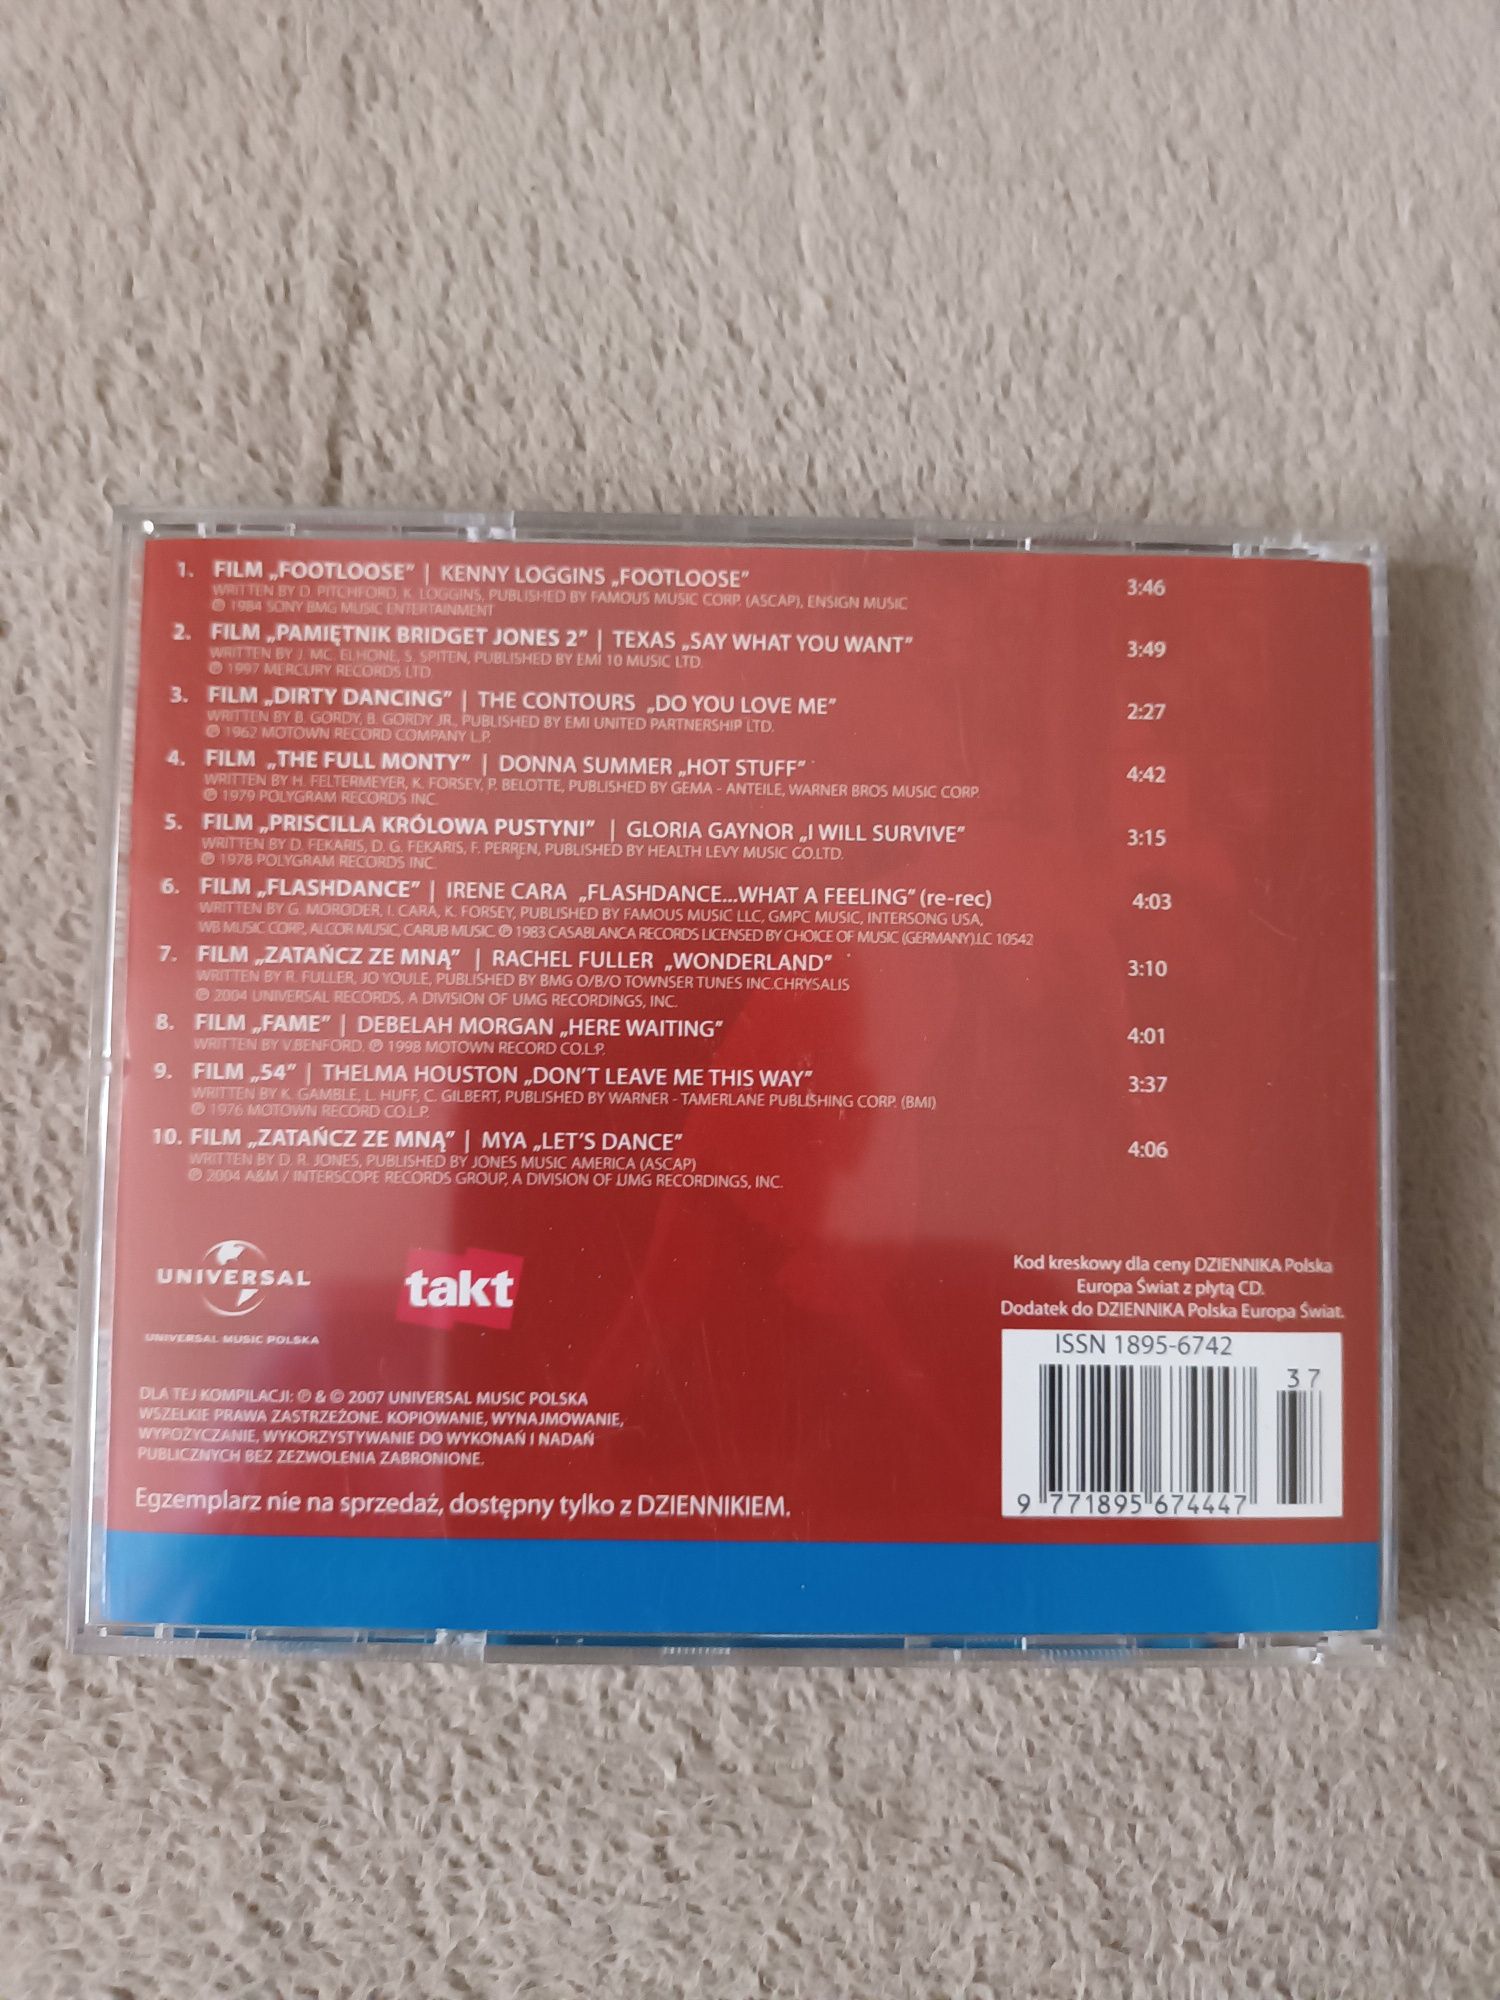 1. FILM „FOOTLOOSE” | KENNY LOGGINS „FOOTLOOSE” 3:46
WRITTEN BY D. PITCHFORD, K. LOGGINS, PUBLISHED BY FAMOUS MUSIC CORP. (ASCAP), ENSIGN MUSIC
℗ 1984 SONY BMG MUSIC ENTERTAINMENT
2. FILM „PAMIĘTNIK BRIDGET JONES 2” | TEXAS „SAY WHAT YOU WANT” 3:49
WRITTEN BY J. MC. ELHONE, S. SPITEN, PUBLISHED BY EMI 10 MUSIC LTD.
℗ 1997 MERCURY RECORDS LTD.
3. FILM „DIRTY DANCING” | THE CONTOURS „DO YOU LOVE ME” 2:27
WRITTEN BY B. GORDY, B. GORDY JR., PUBLISHED BY EMI UNITED PARTNERSHIP LTD.
℗ 1962 MOTOWN RECORD COMPANY L.P.
4. FILM „THE FULL MONTY” | DONNA SUMMER „HOT STUFF” 4:42
WRITTEN BY H. FELTERMEYER, K. FORSEY, P. BELOTTE, PUBLISHED BY GEMA - ANTEILE, WARNER BROS MUSIC CORP.
℗ 1979 POLYGRAM RECORDS INC.
5. FILM „PRISCILLA KRÓLOWA PUSTYNI” | GLORIA GAYNOR „I WILL SURVIVE” 3:15
WRITTEN BY D. FEKARIS, D. G. FEKARIS, F. PERREN, PUBLISHED BY HEALTH LEVY MUSIC CO.LTD.
℗ 1978 POLYGRAM RECORDS INC.
6. FILM „FLASHDANCE” | IRENE CARA „FLASHDANCE...WHAT A FEELING” (re-rec) 4:03
WRITTEN BY G. MORODER, I. CARA, K. FORSEY, PUBLISHED BY FAMOUS MUSIC LLC, GMPC MUSIC, INTERSONG USA,
WB MUSIC CORP, ALCOR MUSIC, CARUB MUSIC. ℗ 1983 CASABLANCA RECORDS LICENSED BY CHOICE OF MUSIC (GERMANY).LC 10542
7. FILM „ZATAŃCZ ZE MNĄ” | RACHEL FULLER „WONDERLAND” 3:10
WRITTEN BY R. FULLER, JO YOULE, PUBLISHED BY BMG O/B/O TOWNSER TUNES INC.CHRYSALIS
℗ 2004 UNIVERSAL RECORDS, A DIVISION OF UMG RECORDINGS, INC.
8. FILM „FAME” | DEBELAH MORGAN „HERE WAITING” 4:01
WRITTEN BY V.BENFORD. ℗ 1998 MOTOWN RECORD CO.L.P.
9. FILM „54” | THELMA HOUSTON „DON'T LEAVE ME THIS WAY” 3:37
WRITTEN BY K. GAMBLE, L. HUFF, C. GILBERT, PUBLISHED BY WARNER - TAMERLANE PUBLISHING CORP. (BMI)
℗ 1976 MOTOWN RECORD CO.L.P.
10. FILM „ZATAŃCZ ZE MNĄ” | MYA „LET'S DANCE” 4:06
WRITTEN BY D. R. JONES, PUBLISHED BY JONES MUSIC AMERICA (ASCAP)
℗ 2004 A&M / INTERSCOPE RECORDS GROUP, A DIVISION OF UMG RECORDINGS, INC.
UNIVERSAL
UNIVERSAL MUSIC POLSKA
takt
DLA TEJ KOMPILACJI: ℗ & © 2007 UNIVERSAL MUSIC POLSKA
WSZELKIE PRAWA ZASTRZEŻONE. KOPIOWANIE, WYNAJMOWANIE,
WYPOŻYCZANIE, WYKORZYSTYWANIE DO WYKONAŃ I NADAŃ
PUBLICZNYCH BEZ ZEZWOLENIA ZABRONIONE.
Egzemplarz nie na sprzedaż, dostępny tylko z DZIENNIKIEM.
Kod kreskowy dla ceny DZIENNIKA Polska
Europa Świat z płytą CD.
Dodatek do DZIENNIKA Polska Europa Świat.
ISSN 1895-6742
37
9 771895 674447